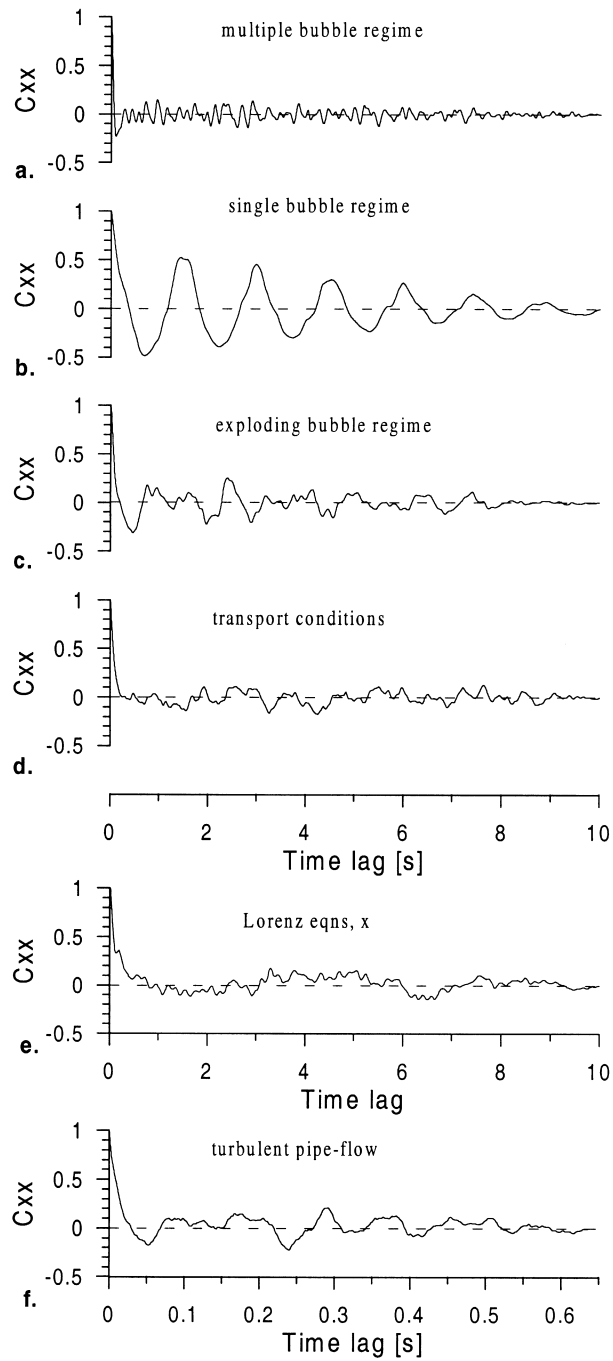 1
multiple bubble regime
0.5
Cxx
0
-0.5
a.
single bubble regime
1
0.5
Cxx
0
-0.5
b.
1
exploding bubble regime
0.5
Cxx
0
-0.5
c.
1
transport conditions
0.5
Cxx
0
-0.5
d.
0 2 4 6 8 10
Time lag [s]
1
Lorenz eqns, x
0.5
Cxx
0
-0.5
e.
0 2 4 6 8 10
Time lag
1
turbulent pipe-flow
0.5
Cxx
0
-0.5
f.
0 0.1 0.2 0.3 0.4 0.5 0.6
Time lag [s]